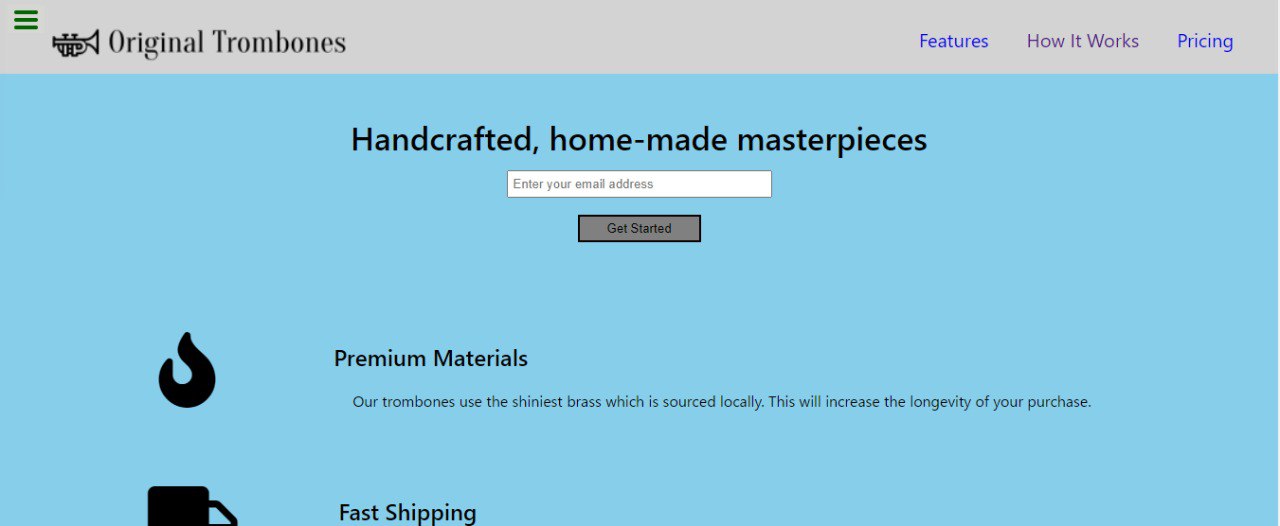 Original Trombones
Features
How It Works
Pricing
Handcrafted, home-made masterpieces
Enter your email address
Get Started
Premium Materials
Our trombones use the shiniest brass which is sourced locally. This will increase the longevity of your purchase.
Fast Shipping